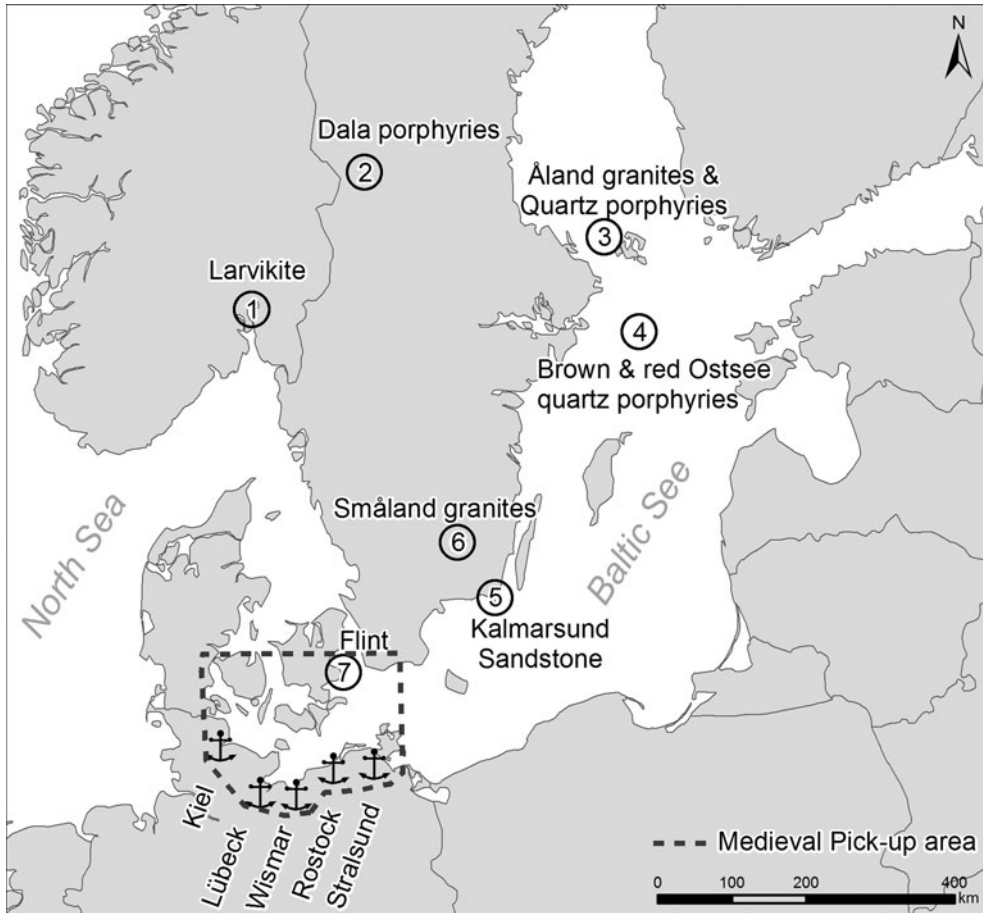 N
Dala porphyries
2
Åland granites &
Quartz porphyries
3
Larvikite
1
4
Brown & red Ostsee
quartz porphyries
North Sea
Baltic See
Småland granites
6
5
Kalmarsund
Sandstone
Flint
7
Kiel
Lübeck
Wismar
Rostock
Stralsund
Medieval Pick-up area
0 100 200 400
km